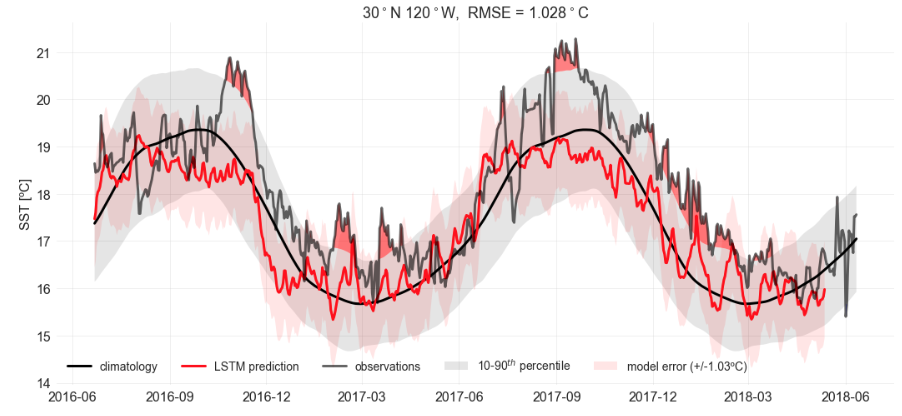 30°N 120°W, RMSE = 1.028°C
SST [ºC]
21
20
19
18
17
16
15
14
climatology LSTM prediction observations 10-90th percentile model error (+/-1.03ºC)
2016-06 2016-09 2016-12 2017-03 2017-06 2017-09 2017-12 2018-03 2018-06